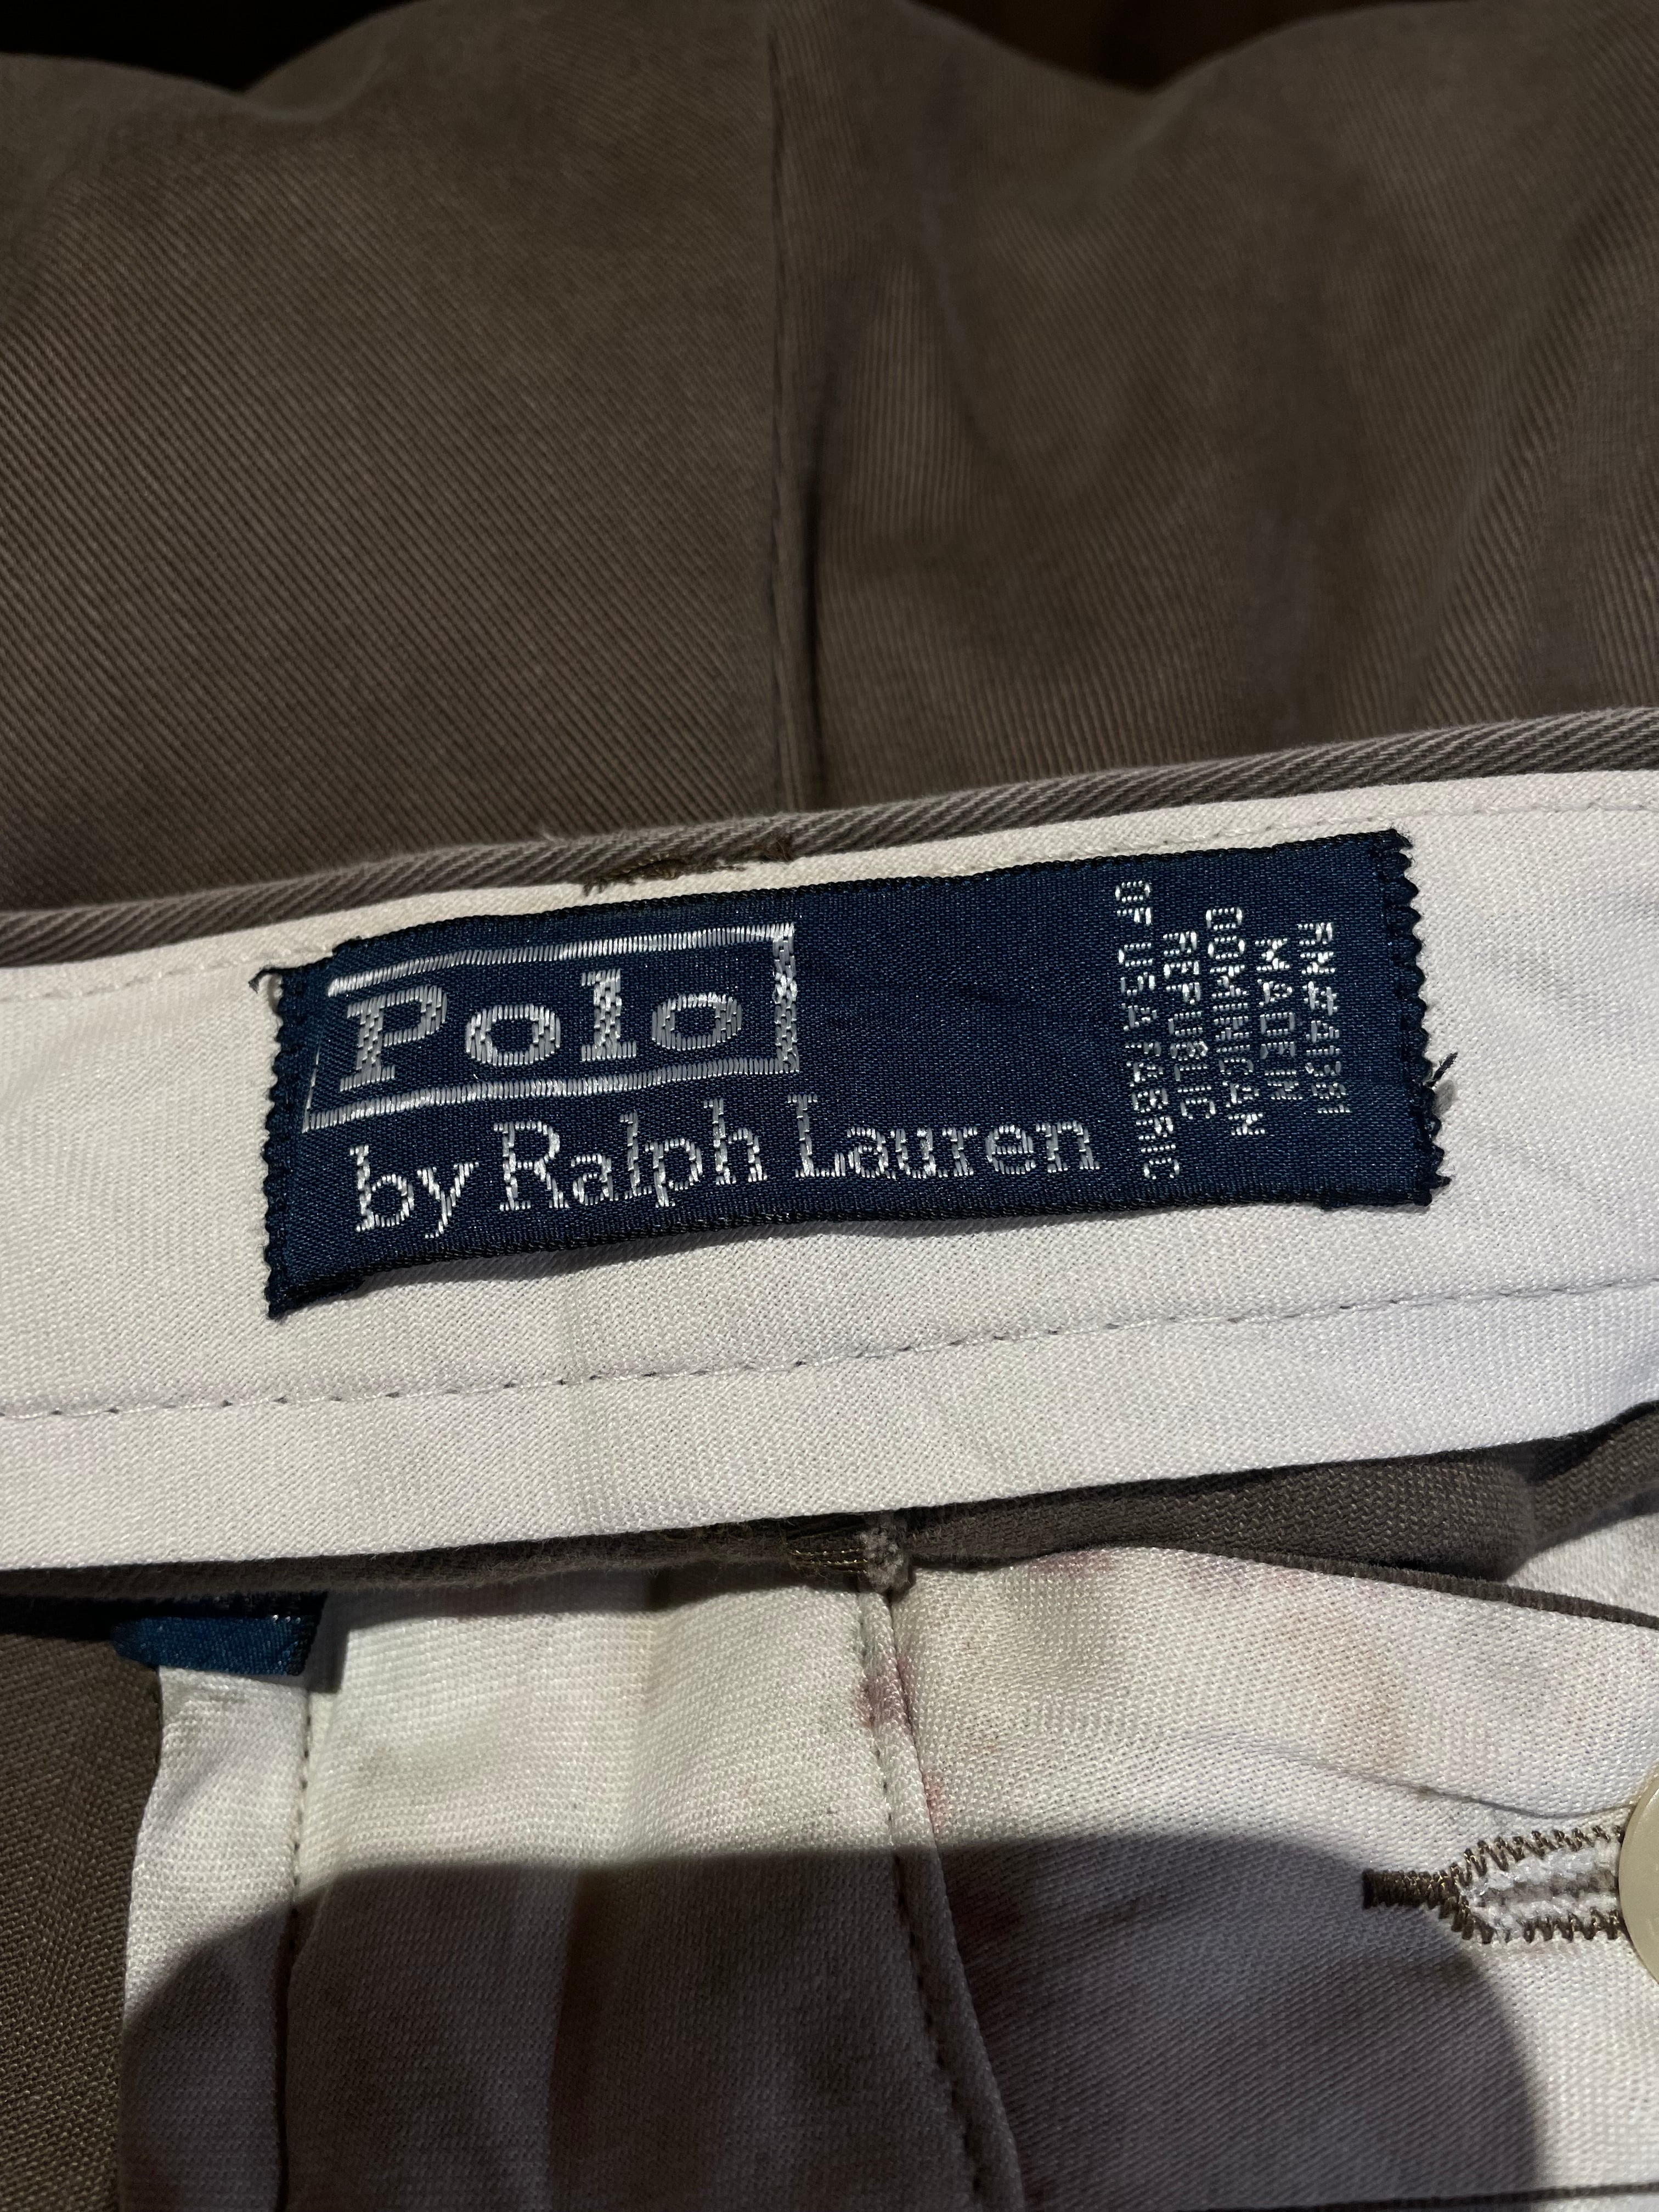 Polo
by Ralph Lauren
RN#41381
MADE IN
DOMINICAN
REPUBLIC
OF USA FABRIC